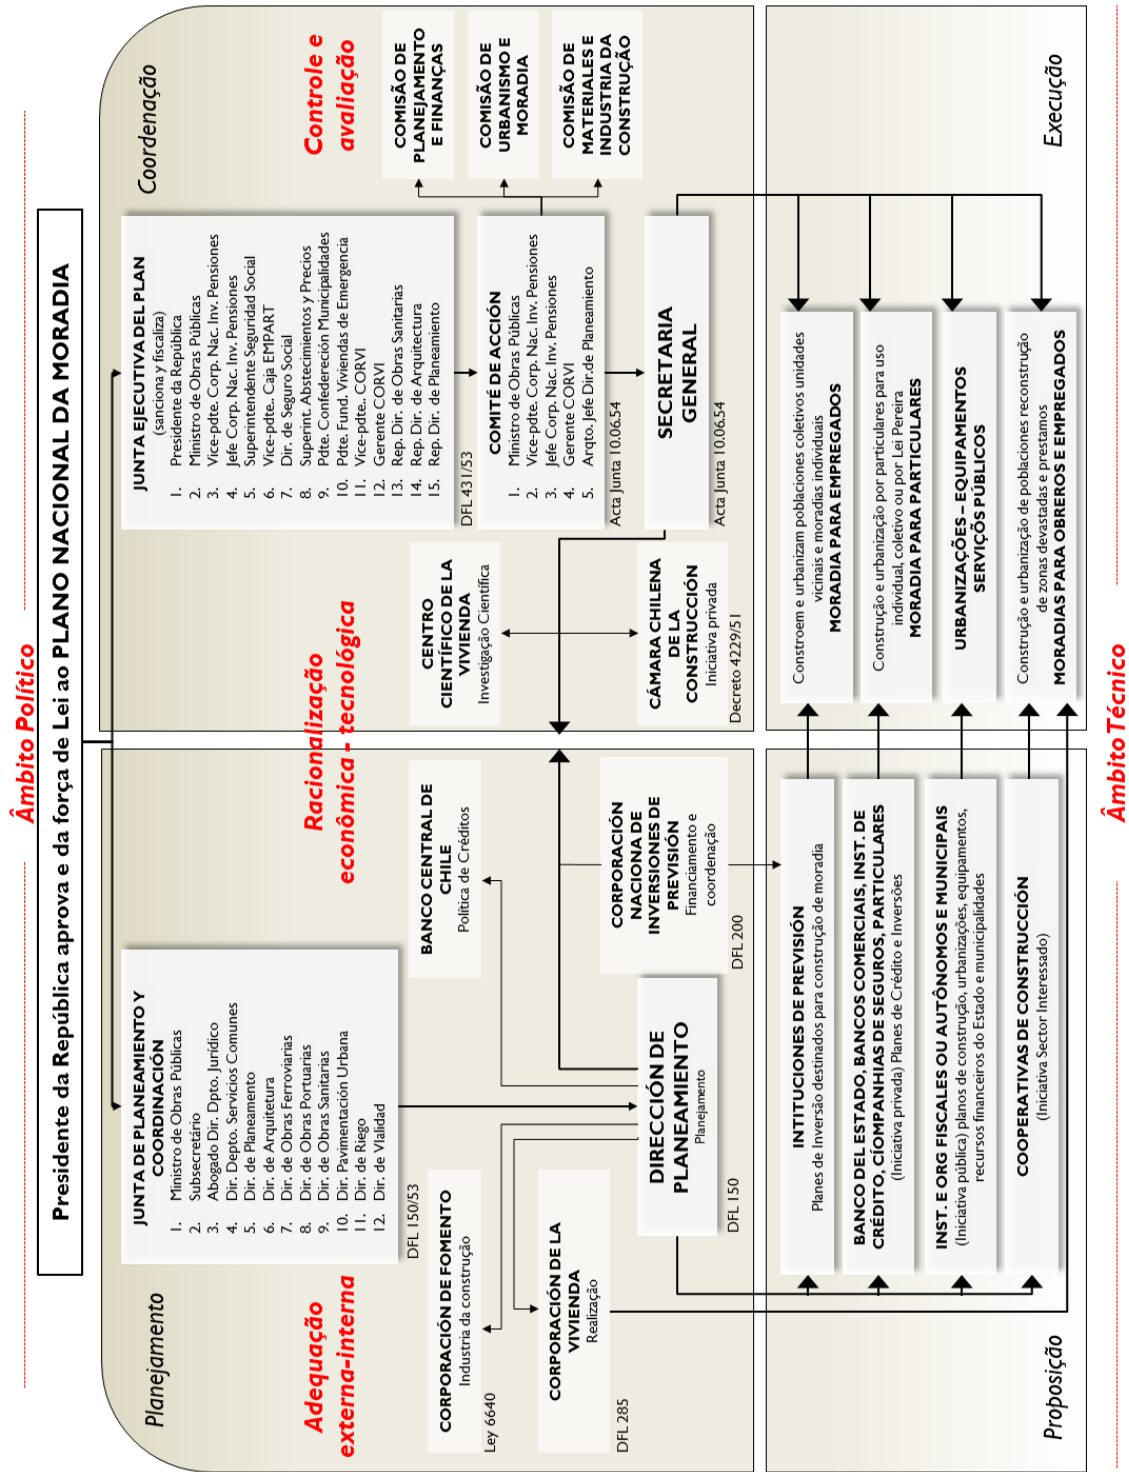 Âmbito Político
Presidente da República aprova e da força de Lei ao PLANO NACIONAL DA MORADIA
Planejamento
JUNTA DE PLANEAMIENTO Y
COORDINACIÓN
1. Ministro de Obras Públicas
2. Subsecretário
3. Abogado Dir. Dpto. Jurídico
4. Dir. Depto. Servicios Comunes
5. Dir. de Planeamento
6. Dir. de Arquitetura
7. Dir. de Obras Ferroviarias
8. Dir. de Obras Portuarias
9. Dir. de Obras Sanitarias
10. Dir. Pavimentación Urbana
11. Dir. de Riego
12. Dir. de Vialidad
DFL 150/53
Adequação
externa-interna
Racionalização
econômica - tecnológica
BANCO CENTRAL DE
CHILE
Política de Créditos
CORPORACIÓN DE FOMENTO
Industria da construção
Ley 6640
CORPORACIÓN DE LA
VIVIENDA
Realização
DFL 285
DIRECCIÓN DE
PLANEAMIENTO
Planejamento
DFL 150
CORPORACIÓN
NACIONA DE
INVERSIONES DE
PREVISIÓN
Financiamento e
coordenação
DFL 200
Coordenação
JUNTA EJECUTIVA DEL PLAN
(sanciona y fiscaliza)
1. Presidente da República
2. Ministro de Obras Públicas
3. Vice-pdte. Corp. Nac. Inv. Pensiones
4. Jefe Corp. Nac. Inv. Pensiones
5. Superintendente Seguridad Social
6. Vice-pdte.. Caja EMPART
7. Dir. de Seguro Social
8. Superint. Abstecimientos y Precios
9. Pdte. Confedereción Municipalidades
10. Pdte. Fund. Viviendas de Emergencia
11. Vice-pdte.. CORVI
12. Gerente CORVI
13. Rep. Dir. de Obras Sanitarias
14. Rep. Dir. de Arquitectura
15. Rep. Dir. de Planeamiento
DFL 431/53
Controle e
avaliação
COMISÃO DE
PLANEJAMENTO
E FINANÇAS
COMISÃO DE
URBANISMO E
MORADIA
COMISÃO DE
MATERIALES E
INDUSTRIA DA
CONSTRUÇÃO
COMITÉ DE ACCIÓN
1. Ministro de Obras Públicas
2. Vice-pdte. Corp. Nac. Inv. Pensiones
3. Jefe Corp. Nac. Inv. Pensiones
4. Gerente CORVI
5. Arqto. Jefe Dir.de Planeamiento
Acta Junta 10.06.54
CENTRO
CIENTÍFICO DE LA
VIVIENDA
Investigação Científica
CÁMARA CHILENA
DE LA
CONSTRUCCIÓN
Iniciativa privada
Decreto 4229/51
SECRETARIA
GENERAL
Acta Junta 10.06.54
Proposição
INTITUCIONES DE PREVISIÓN
Planes de Inversão destinados para construção de moradia
BANCO DEL ESTADO, BANCOS COMERCIAIS, INST. DE
CRÉDITO, CÍOMPANHIAS DE SEGUROS, PARTICULARES
(Iniciativa privada) Planes de Crédito e Inversões
INST. E ORG FISCALES OU AUTÔNOMOS E MUNICIPAIS
(Iniciativa pública) planos de construção, urbanizações, equipamentos,
recursos financeiros do Estado e municipalidades
COOPERATIVAS DE CONSTRUCCIÓN
(Iniciativa Sector Interessado)
Execução
Constroem e urbanizam poblaciones coletivos unidades
vicinais e moradias individuais
MORADIA PARA EMPREGADOS
Construção e urbanização por particulares para uso
individual, coletivo ou por Lei Pereira
MORADIA PARA PARTICULARES
URBANIZAÇÕES – EQUIPAMENTOS
SERVIÇÕS PÚBLICOS
Construção e urbanização de poblaciones reconstrução
de zonas devastadas e prestamos
MORADIAS PARA OBREROS E EMPREGADOS
Âmbito Técnico